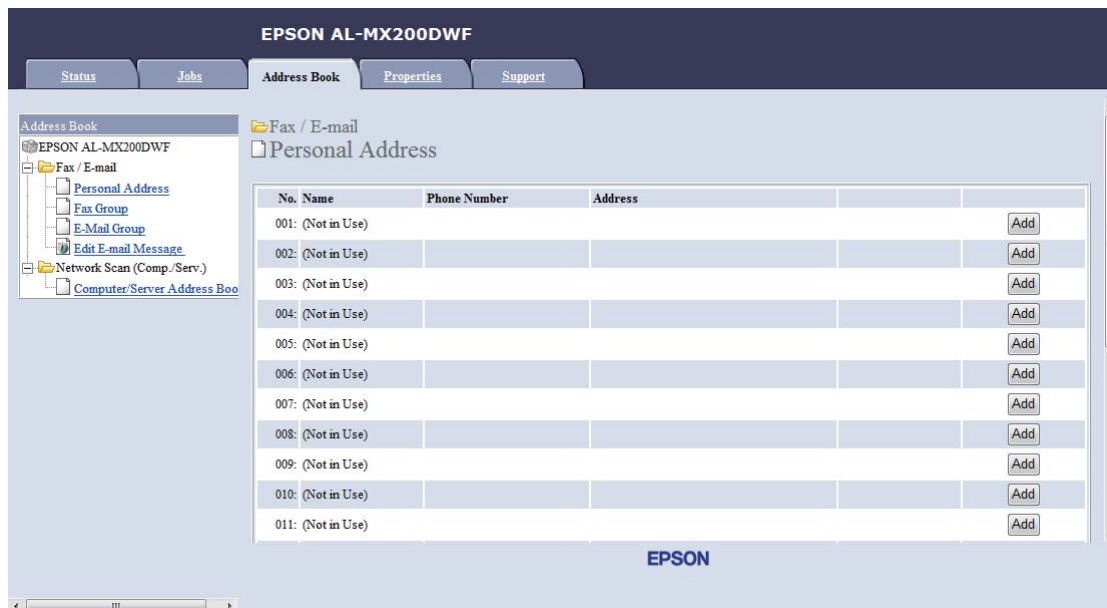 EPSON AL-MX200DWF
Status Jobs Address Book Properties Support
Address Book
EPSON AL-MX200DWF
Fax / E-mail
Personal Address
Fax Group
E-Mail Group
Edit E-mail Message
Network Scan (Comp./Serv.)
Computer/Server Address Boo
Fax / E-mail
Personal Address
No. Name Phone Number Address
001: (Not in Use) Add
002: (Not in Use) Add
003: (Not in Use) Add
004: (Not in Use) Add
005: (Not in Use) Add
006: (Not in Use) Add
007: (Not in Use) Add
008: (Not in Use) Add
009: (Not in Use) Add
010: (Not in Use) Add
011: (Not in Use) Add
EPSON